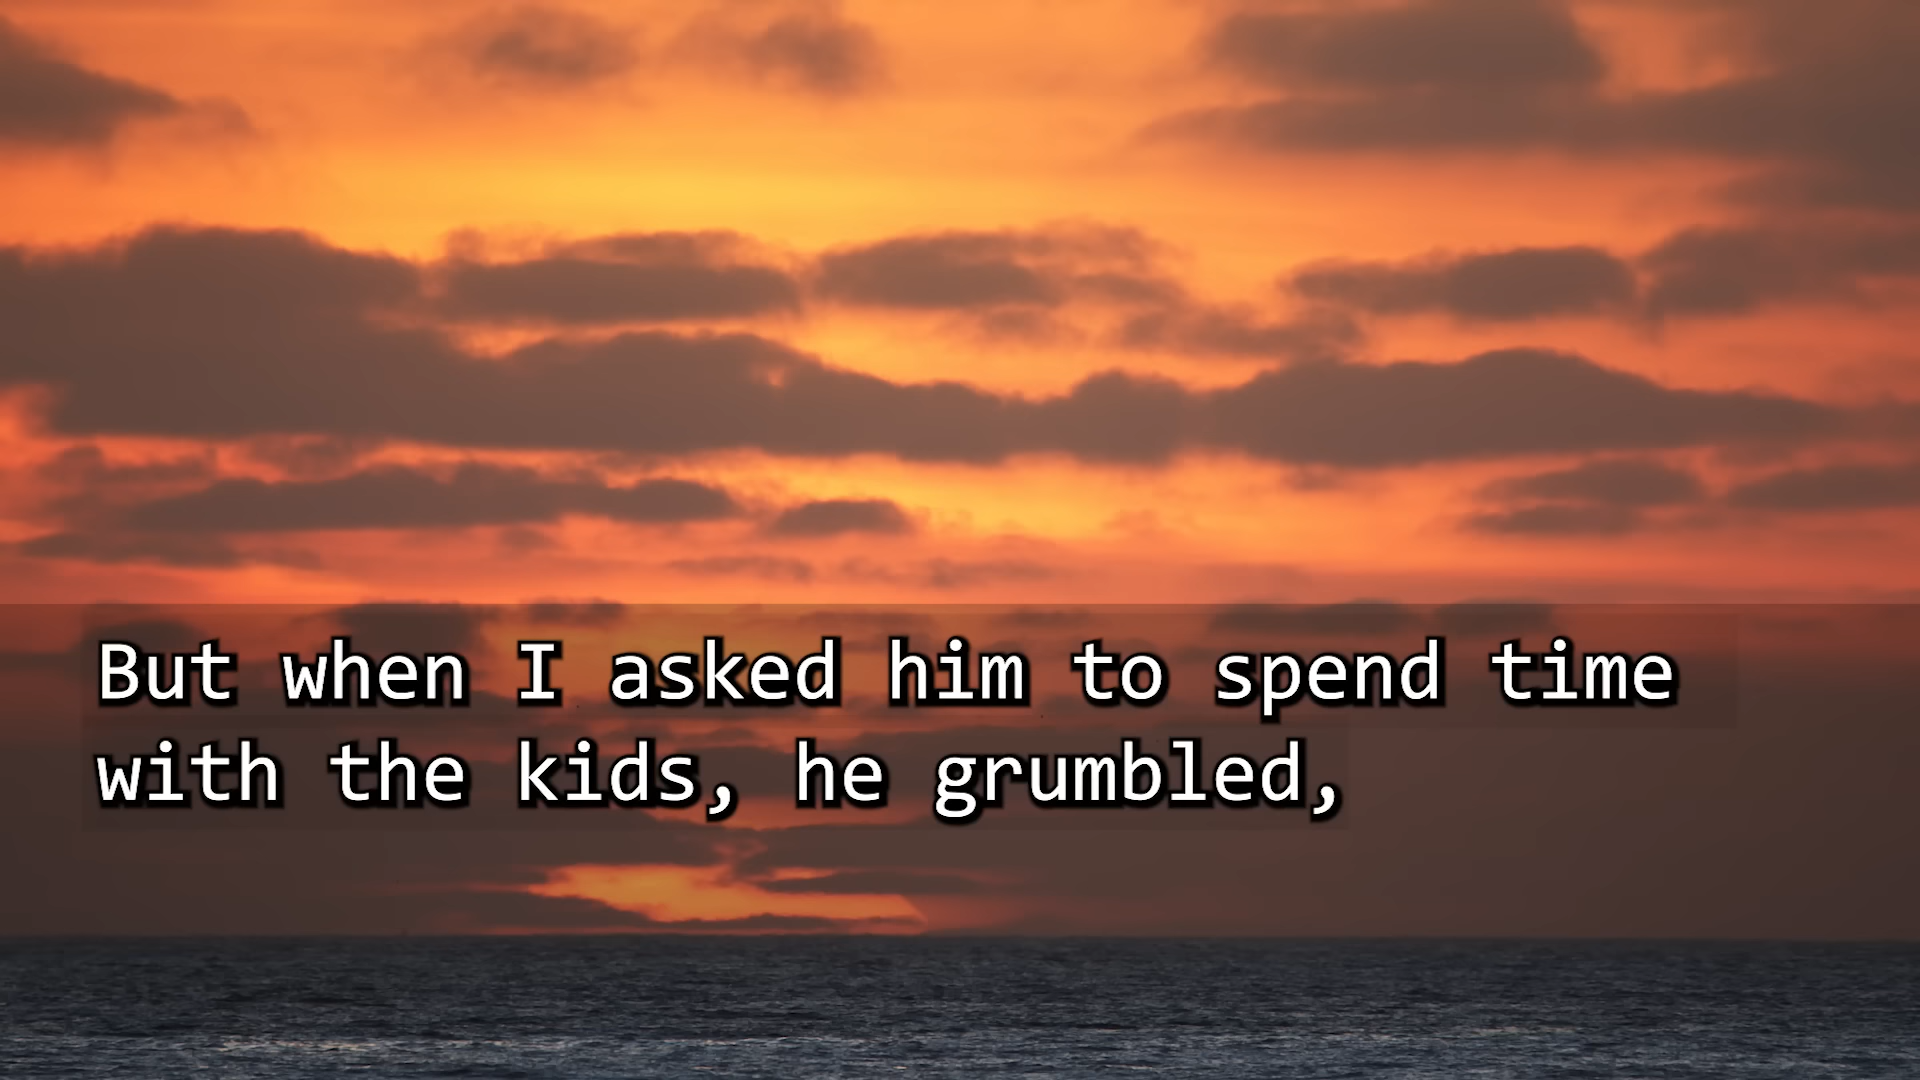 But when I asked him to spend time
with the kids, he grumbled,